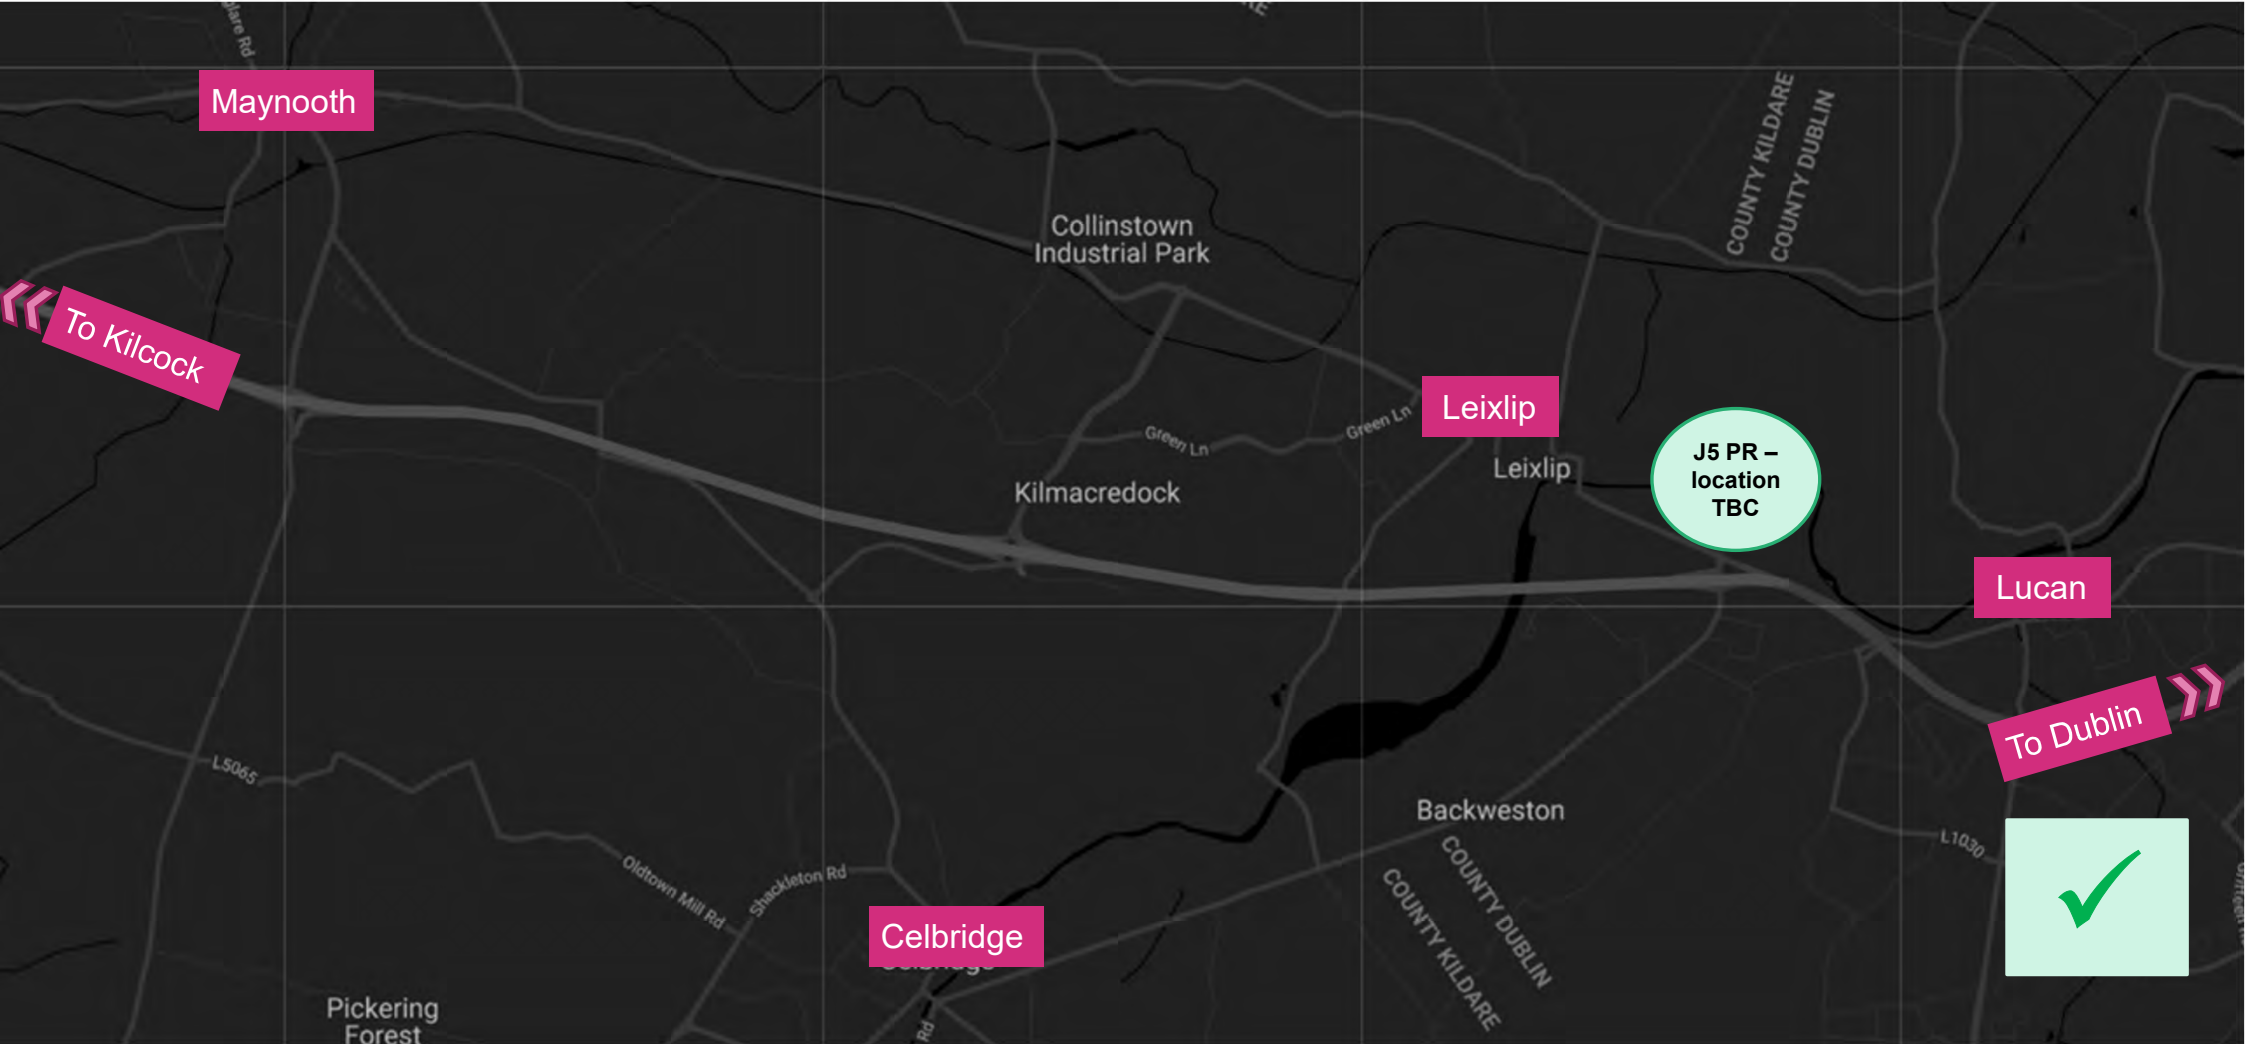 Maynooth
COUNTY KILDARE
COUNTY DUBLIN
Collinstown
Industrial Park
To Kilcock
Leixlip
Green Ln
Green Ln
Leixlip
J5 PR –
location
TBC
Kilmacredock
Lucan
To Dublin
L5065
Backweston
L1030
COUNTY DUBLIN
COUNTY KILDARE
Oldtown Mill Rd
Shackleton Rd
Celbridge
Pickering
Forest
Rd